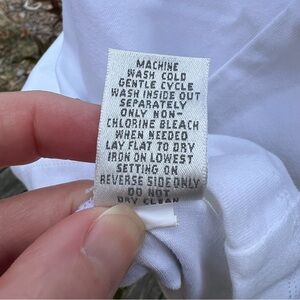 MACHINE
WASH COLD
GENTLE CYCLE
WASH INSIDE OUT
SEPARATELY
ONLY NON-
CHLORINE BLEACH
WHEN NEEDED
LAY FLAT TO DRY
IRON ON LOWEST
SETTING ON
REVERSE SIDE ONLY
DO NOT
DRY CLEAN